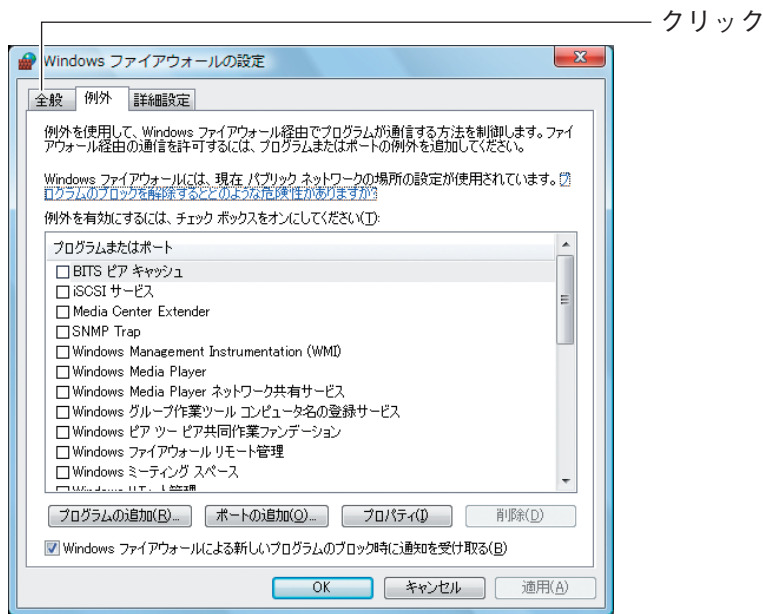 クリック
Windows ファイアウォールの設定
全般 例外 詳細設定
例外を使用して、Windows ファイアウォール経由でプログラムが通信する方法を制御します。ファイ
アウォール経由の通信を許可するには、プログラムまたはポートの例外を追加してください。
Windows ファイアウォールには、現在 パブリック ネットワークの場所の設定が使用されています。プ
ログラムのブロックを解除するとどのような危険性がありますか?
例外を有効にするには、チェック ボックスをオンにしてください(T):
プログラムまたはポート
BITS ピア キャッシュ
iSCSI サービス
Media Center Extender
SNMP Trap
Windows Management Instrumentation (WMI)
Windows Media Player
Windows Media Player ネットワーク共有サービス
Windows グループ作業ツール コンピュータ名の登録サービス
Windows ピア ツー ピア共同作業ファンデーション
Windows ファイアウォール リモート管理
Windows ミーティング スペース
Windows リモート管理
プログラムの追加(R)... ポートの追加(O)... プロパティ(I) 削除(D)
Windows ファイアウォールによる新しいプログラムのブロック時に通知を受け取る(B)
OK キャンセル 適用(A)